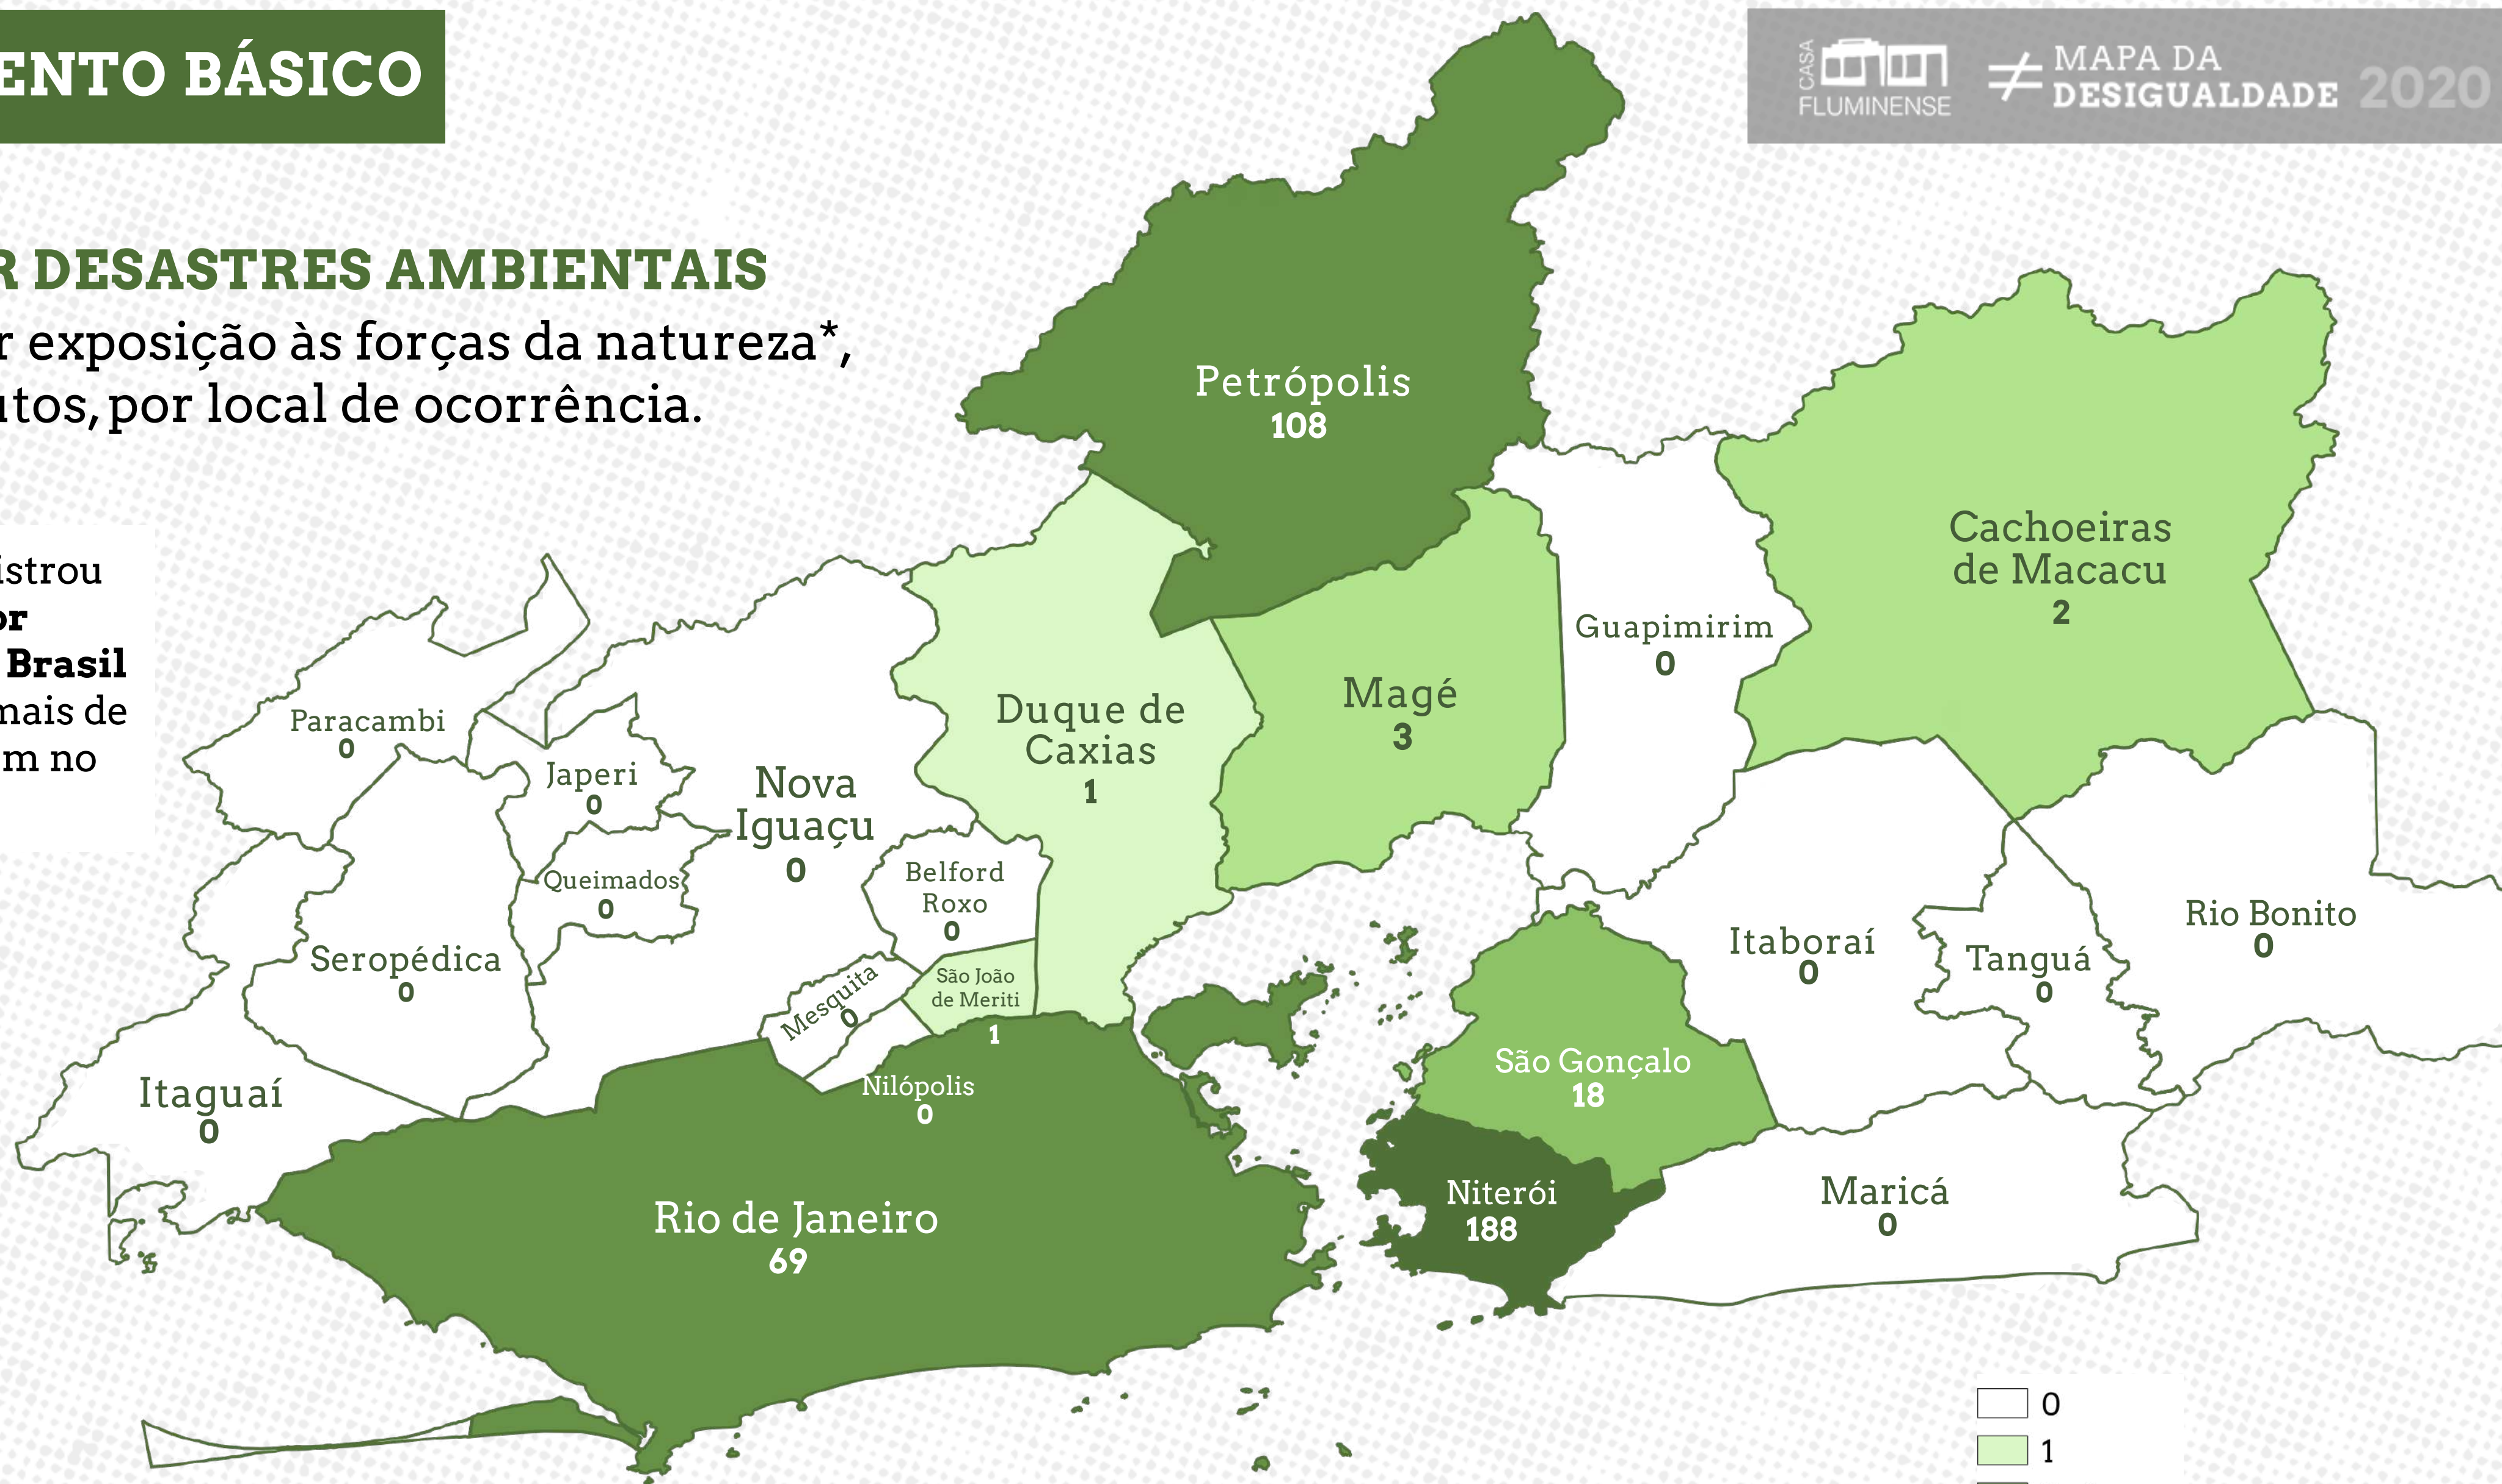 ENTO BÁSICO
CASA
FLUMINENSE
≠ MAPA DA
DESIGUALDADE 2020
R DESASTRES AMBIENTAIS
r exposição às forças da natureza*,
utos, por local de ocorrência.
istrou
or
Brasil
mais de
m no
Petrópolis
108
Cachoeiras
de Macacu
2
Guapimirim
0
Magé
3
Duque de
Caxias
1
Paracambi
0
Japeri
0
Nova
Iguaçu
0
Queimados
0
Belford
Roxo
0
Seropédica
0
Mesquita
0
São João
de Meriti
1
Nilópolis
0
Itaguaí
0
Rio de Janeiro
69
Itaboraí
0
Tanguá
0
Rio Bonito
0
São Gonçalo
18
Niterói
188
Maricá
0
0
1